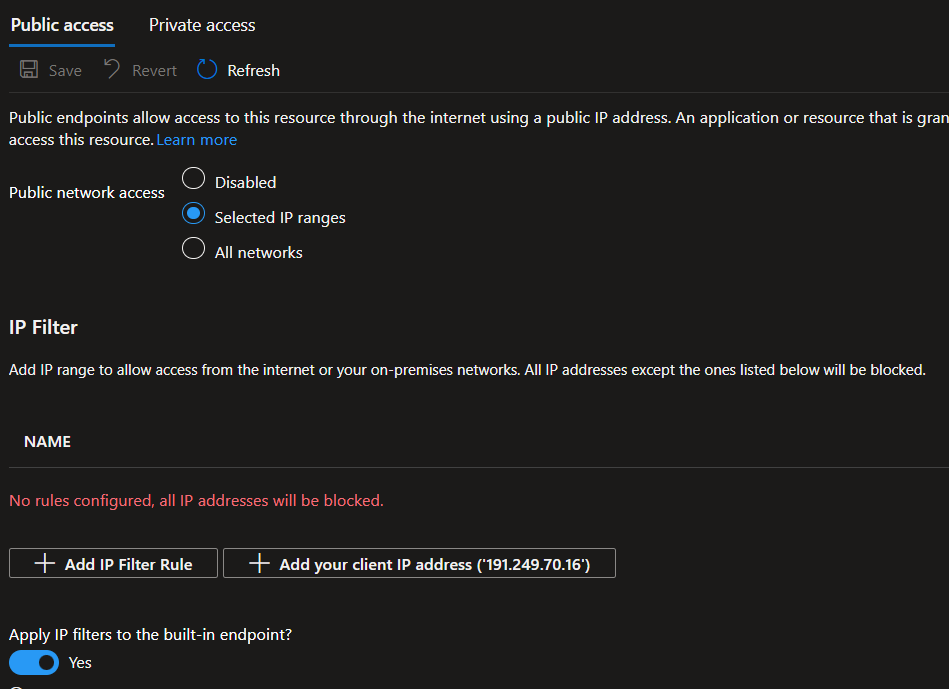 Public access Private access
Save Revert Refresh
Public endpoints allow access to this resource through the internet using a public IP address. An application or resource that is gran
access this resource. Learn more
Public network access
Disabled
Selected IP ranges
All networks
IP Filter
Add IP range to allow access from the internet or your on-premises networks. All IP addresses except the ones listed below will be blocked.
NAME
No rules configured, all IP addresses will be blocked.
Add IP Filter Rule Add your client IP address ('191.249.70.16')
Apply IP filters to the built-in endpoint?
Yes